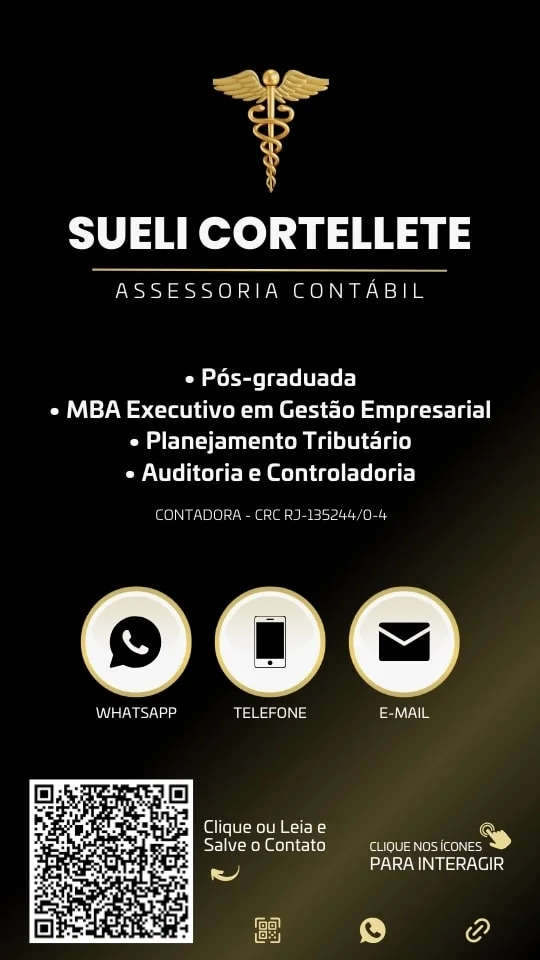 SUELI CORTELLETE
ASSESSORIA CONTÁBIL
• Pós-graduada
• MBA Executivo em Gestão Empresarial
• Planejamento Tributário
• Auditoria e Controladoria
CONTADORA - CRC RJ-135244/O-4
WHATSAPP
TELEFONE
E-MAIL
Clique ou Leia e
Salve o Contato
CLIQUE NOS ÍCONES
PARA INTERAGIR